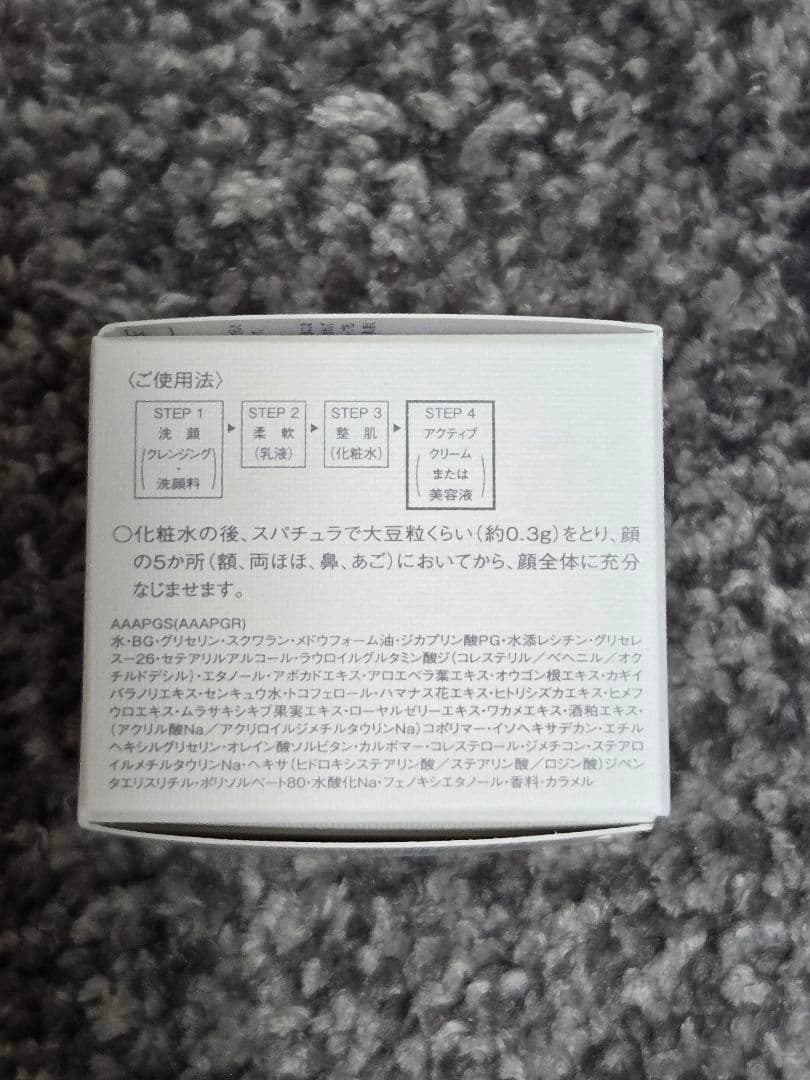 〈ご使用法〉
STEP 1
洗 顔
(クレンジング・洗顔料)
STEP 2
柔 軟
(乳液)
STEP 3
整 肌
(化粧水)
STEP 4
アクティブ
(クリームまたは美容液)
○化粧水の後、スパチュラで大豆粒くらい(約0.3g)をとり、顔
の5か所(額、両ほほ、鼻、あご)においてから、顔全体に充分
なじませます。
AAAPGS(AAAPGR)
水・BG・グリセリン・スクワラン・メドウフォーム油・ジカプリン酸PG・水添レシチン・グリセレ
ス−26・セテアリルアルコール・ラウロイルグルタミン酸ジ(コレステリル/ベヘニル/オク
チルドデシル)・エタノール・アボカドエキス・アロエベラ葉エキス・オウゴン根エキス・カギイ
バラノリエキス・センキュウ水・トコフェロール・ハマナス花エキス・ヒトリシズカエキス・ヒメフ
ウロエキス・ムラサキシキブ果実エキス・ローヤルゼリーエキス・ワカメエキス・酒粕エキス・
(アクリル酸Na/アクリロイルジメチルタウリンNa)コポリマー・イソヘキサデカン・エチル
ヘキシルグリセリン・オレイン酸ソルビタン・カルボマー・コレステロール・ジメチコン・ステアロ
イルメチルタウリンNa・ヘキサ(ヒドロキシステアリン酸/ステアリン酸/ロジン酸)ジペン
タエリスリチル・ポリソルベート80・水酸化Na・フェノキシエタノール・香料・カラメル